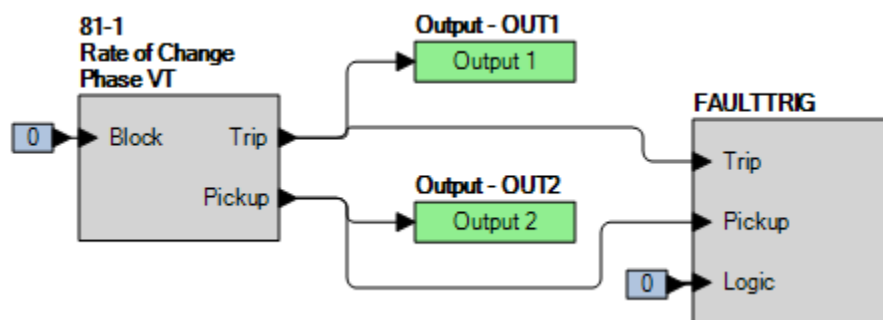 81-1
Rate of Change
Phase VT
0
Block
Trip
Pickup
Output - OUT1
Output 1
Output - OUT2
Output 2
FAULTTRIG
Trip
Pickup
0
Logic